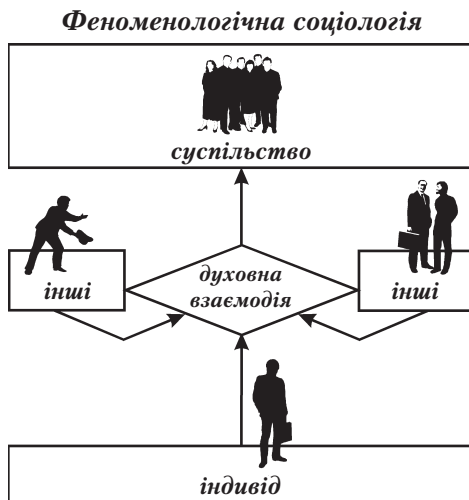 Феноменологічна соціологія
суспільство
інші
духовна
взаємодія
інші
індивід